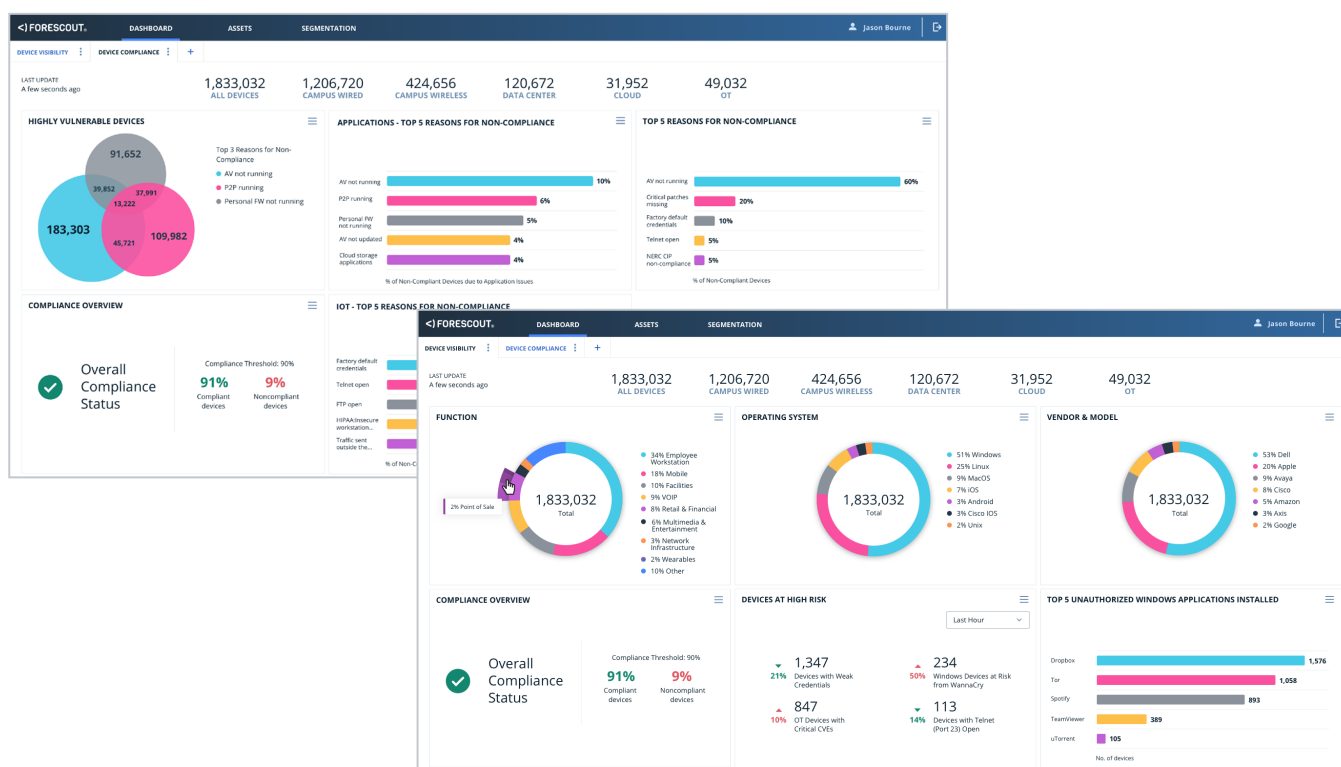 <) FORESCOUT.
DASHBOARD
ASSETS
SEGMENTATION
Jason Bourne
DEVICE VISIBILITY
DEVICE COMPLIANCE
+
LAST UPDATE
A few seconds ago
1,833,032
ALL DEVICES
1,206,720
CAMPUS WIRED
424,656
CAMPUS WIRELESS
120,672
DATA CENTER
31,952
CLOUD
49,032
OT
HIGHLY VULNERABLE DEVICES
91,652
39,852
37,991
13,222
183,303
109,982
45,721
Top 3 Reasons for Non-
Compliance
AV not running
P2P running
Personal FW not running
APPLICATIONS - TOP 5 REASONS FOR NON-COMPLIANCE
AV not running
10%
P2P running
6%
Personal FW
not running
5%
AV not updated
4%
Cloud storage
applications
4%
% of Non-Compliant Devices due to Application Issues
TOP 5 REASONS FOR NON-COMPLIANCE
AV not running
60%
Critical patches
missing
20%
Factory default
credentials
10%
Telnet open
5%
NERC CIP
non-compliance
5%
% of Non-Compliant Devices
COMPLIANCE OVERVIEW
Overall
Compliance
Status
Compliance Threshold: 90%
91%
Compliant
devices
9%
Noncompliant
devices
IOT - TOP 5 REASONS FOR NON-COMPLIANCE
Factory default
credentials
Telnet open
FTP open
HIPAA:Insecure
workstation...
Traffic sent
outside the...
% of Non-C
<) FORESCOUT.
DASHBOARD
ASSETS
SEGMENTATION
Jason Bourne
DEVICE VISIBILITY
DEVICE COMPLIANCE
+
LAST UPDATE
A few seconds ago
1,833,032
ALL DEVICES
1,206,720
CAMPUS WIRED
424,656
CAMPUS WIRELESS
120,672
DATA CENTER
31,952
CLOUD
49,032
OT
FUNCTION
1,833,032
Total
2% Point of Sale
34% Employee
Workstation
18% Mobile
10% Facilities
9% VOIP
8% Retail & Financial
6% Multimedia &
Entertainment
3% Network
Infrastructure
2% Wearables
10% Other
OPERATING SYSTEM
1,833,032
Total
51% Windows
25% Linux
9% MacOS
7% iOS
3% Android
3% Cisco IOS
2% Unix
VENDOR & MODEL
1,833,032
Total
53% Dell
20% Apple
9% Avaya
8% Cisco
5% Amazon
3% Axis
2% Google
COMPLIANCE OVERVIEW
Overall
Compliance
Status
Compliance Threshold: 90%
91%
Compliant
devices
9%
Noncompliant
devices
DEVICES AT HIGH RISK
Last Hour
21%
1,347
Devices with Weak
Credentials
50%
234
Windows Devices at Risk
from WannaCry
10%
847
OT Devices with
Critical CVEs
14%
113
Devices with Telnet
(Port 23) Open
TOP 5 UNAUTHORIZED WINDOWS APPLICATIONS INSTALLED
Dropbox
1,576
Tor
1,058
Spotify
893
TeamViewer
389
uTorrent
105
No. of devices